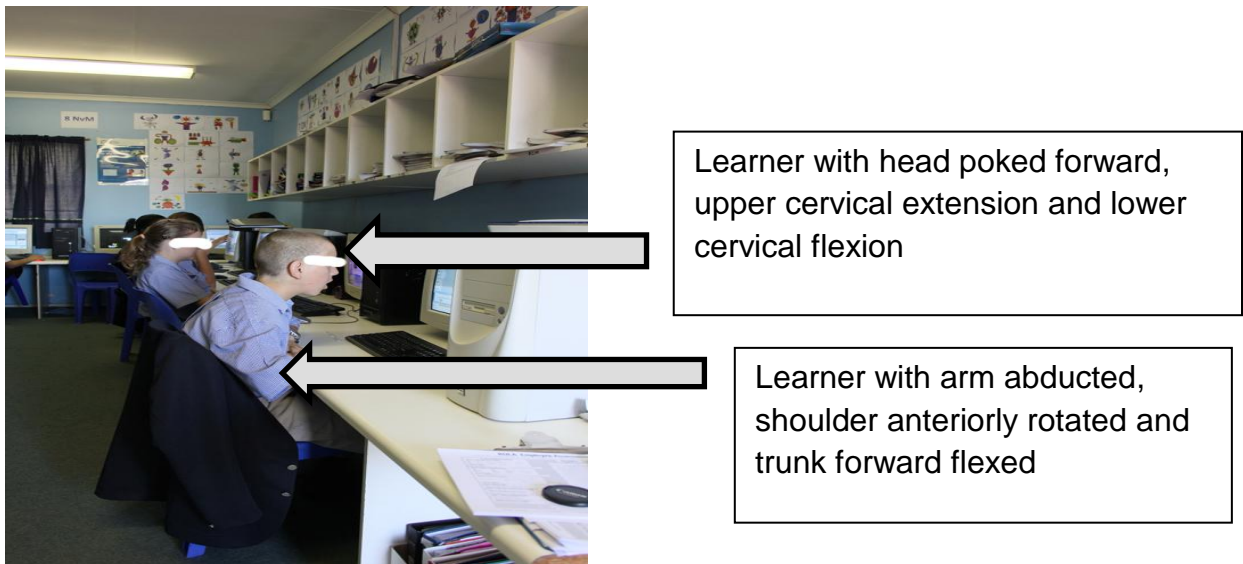 8 NvM
Learner with head poked forward,
upper cervical extension and lower
cervical flexion
Learner with arm abducted,
shoulder anteriorly rotated and
trunk forward flexed